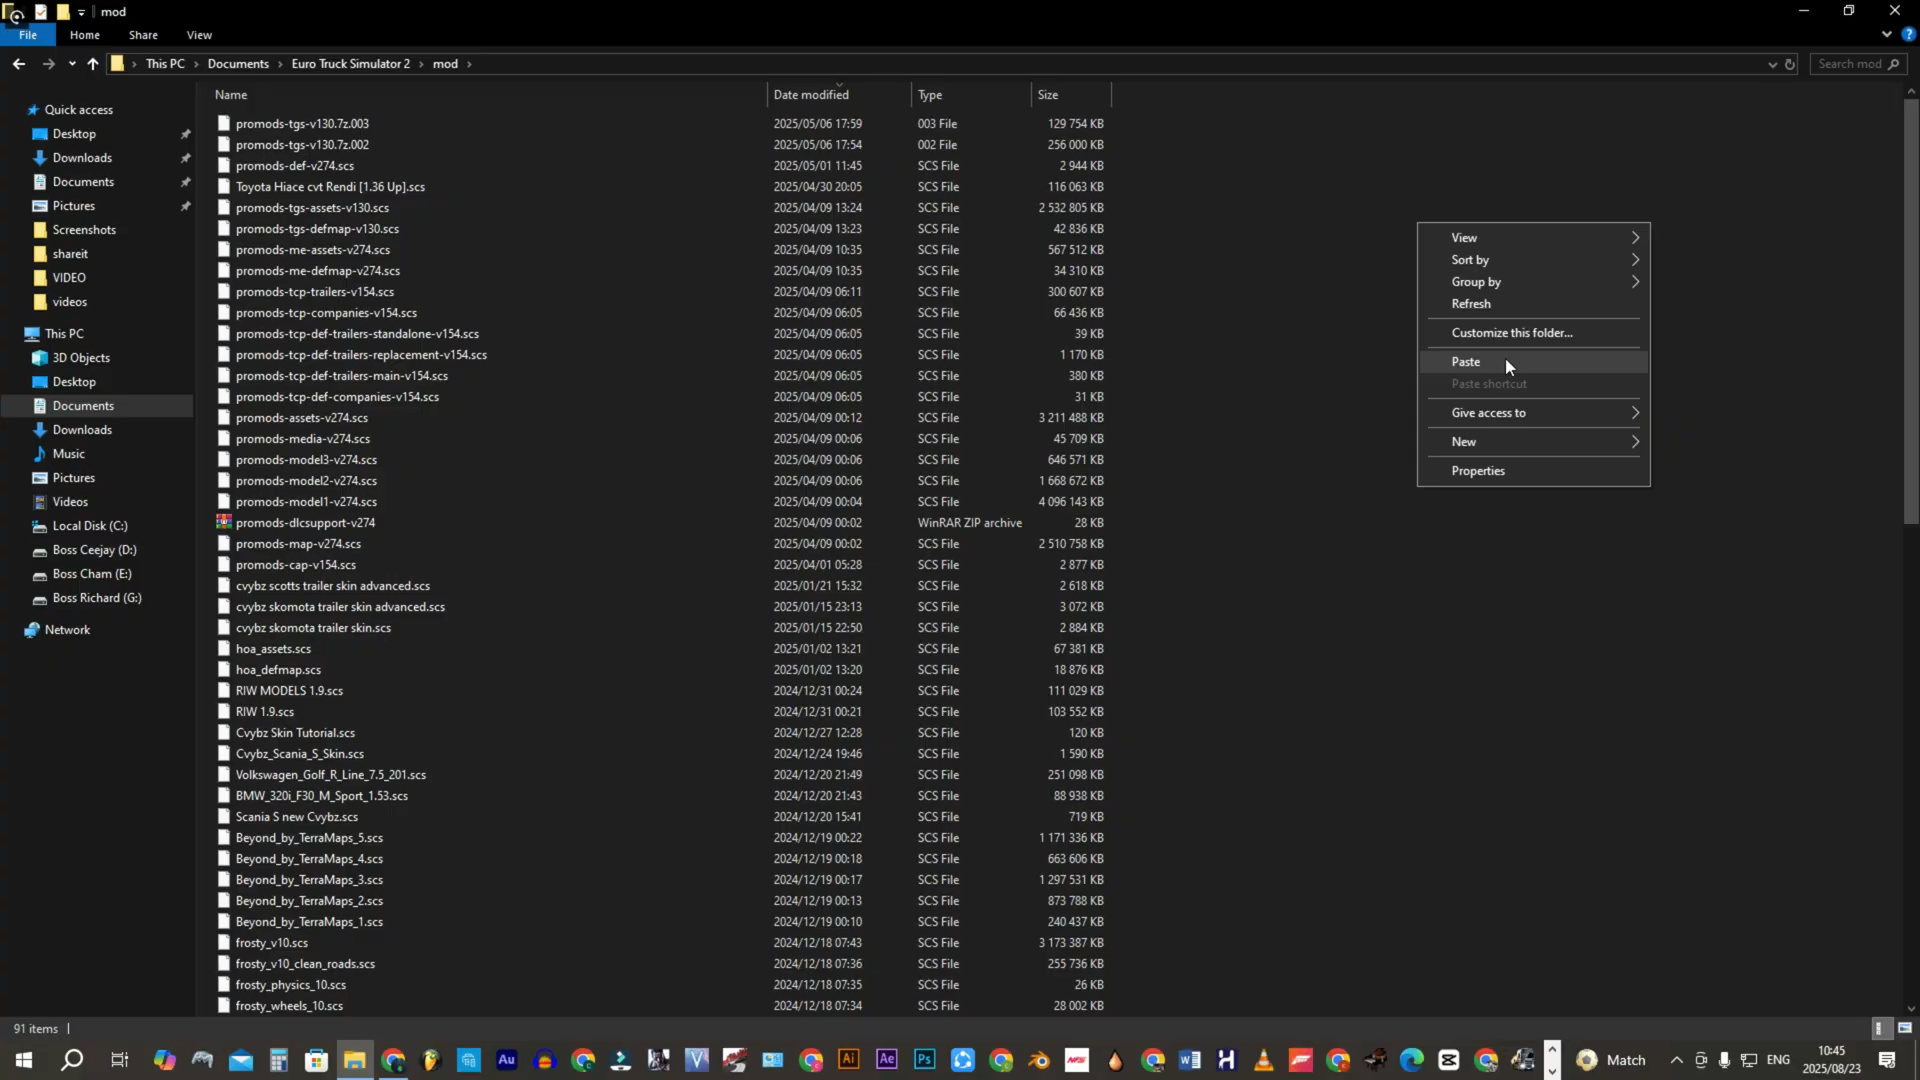 mod
File Home Share View
This PC Documents Euro Truck Simulator 2 mod Search mod
Name Date modified Type Size
Quick access
Desktop
Downloads
Documents
Pictures
Screenshots
shareit
VIDEO
videos
This PC
3D Objects
Desktop
Documents
Downloads
Music
Pictures
Videos
Local Disk (C:)
Boss Ceejay (D:)
Boss Cham (E:)
Boss Richard (G:)
Network
promods-tgs-v130.7z.003 2025/05/06 17:59 003 File 129 754 KB
promods-tgs-v130.7z.002 2025/05/06 17:54 002 File 256 000 KB
promods-def-v274.scs 2025/05/01 11:45 SCS File 2 944 KB
Toyota Hiace cvt Rendi [1.36 Up].scs 2025/04/30 20:05 SCS File 116 063 KB
promods-tgs-assets-v130.scs 2025/04/09 13:24 SCS File 2 532 805 KB
promods-tgs-defmap-v130.scs 2025/04/09 13:23 SCS File 42 836 KB
promods-me-assets-v274.scs 2025/04/09 10:35 SCS File 567 512 KB
promods-me-defmap-v274.scs 2025/04/09 10:35 SCS File 34 310 KB
promods-tcp-trailers-v154.scs 2025/04/09 06:11 SCS File 300 607 KB
promods-tcp-companies-v154.scs 2025/04/09 06:05 SCS File 66 436 KB
promods-tcp-def-trailers-standalone-v154.scs 2025/04/09 06:05 SCS File 39 KB
promods-tcp-def-trailers-replacement-v154.scs 2025/04/09 06:05 SCS File 1 170 KB
promods-tcp-def-trailers-main-v154.scs 2025/04/09 06:05 SCS File 380 KB
promods-tcp-def-companies-v154.scs 2025/04/09 06:05 SCS File 31 KB
promods-assets-v274.scs 2025/04/09 00:12 SCS File 3 211 488 KB
promods-media-v274.scs 2025/04/09 00:06 SCS File 45 709 KB
promods-model3-v274.scs 2025/04/09 00:06 SCS File 646 571 KB
promods-model2-v274.scs 2025/04/09 00:06 SCS File 1 668 672 KB
promods-model1-v274.scs 2025/04/09 00:04 SCS File 4 096 143 KB
promods-dlcsupport-v274 2025/04/09 00:02 WinRAR ZIP archive 28 KB
promods-map-v274.scs 2025/04/09 00:02 SCS File 2 510 758 KB
promods-cap-v154.scs 2025/04/01 05:28 SCS File 2 877 KB
cvybz scotts trailer skin advanced.scs 2025/01/21 15:32 SCS File 2 618 KB
cvybz skomota trailer skin advanced.scs 2025/01/15 23:13 SCS File 3 072 KB
cvybz skomota trailer skin.scs 2025/01/15 22:50 SCS File 2 884 KB
hoa_assets.scs 2025/01/02 13:21 SCS File 67 381 KB
hoa_defmap.scs 2025/01/02 13:20 SCS File 18 876 KB
RIW MODELS 1.9.scs 2024/12/31 00:24 SCS File 111 029 KB
RIW 1.9.scs 2024/12/31 00:21 SCS File 103 552 KB
Cvybz Skin Tutorial.scs 2024/12/27 12:28 SCS File 120 KB
Cvybz_Scania_S_Skin.scs 2024/12/24 19:46 SCS File 1 590 KB
Volkswagen_Golf_R_Line_7.5_201.scs 2024/12/20 21:49 SCS File 251 098 KB
BMW_320i_F30_M_Sport_1.53.scs 2024/12/20 21:43 SCS File 88 938 KB
Scania S new Cvybz.scs 2024/12/20 15:41 SCS File 719 KB
Beyond_by_TerraMaps_5.scs 2024/12/19 00:22 SCS File 1 171 336 KB
Beyond_by_TerraMaps_4.scs 2024/12/19 00:18 SCS File 663 606 KB
Beyond_by_TerraMaps_3.scs 2024/12/19 00:17 SCS File 1 297 531 KB
Beyond_by_TerraMaps_2.scs 2024/12/19 00:13 SCS File 873 788 KB
Beyond_by_TerraMaps_1.scs 2024/12/19 00:10 SCS File 240 437 KB
frosty_v10.scs 2024/12/18 07:43 SCS File 3 173 387 KB
frosty_v10_clean_roads.scs 2024/12/18 07:36 SCS File 255 736 KB
frosty_physics_10.scs 2024/12/18 07:35 SCS File 26 KB
frosty_wheels_10.scs 2024/12/18 07:34 SCS File 28 002 KB
View
Sort by
Group by
Refresh
Customize this folder...
Paste
Paste shortcut
Give access to
New
Properties
91 items
Au Ai Ae Ps Match ENG 10:45
2025/08/23